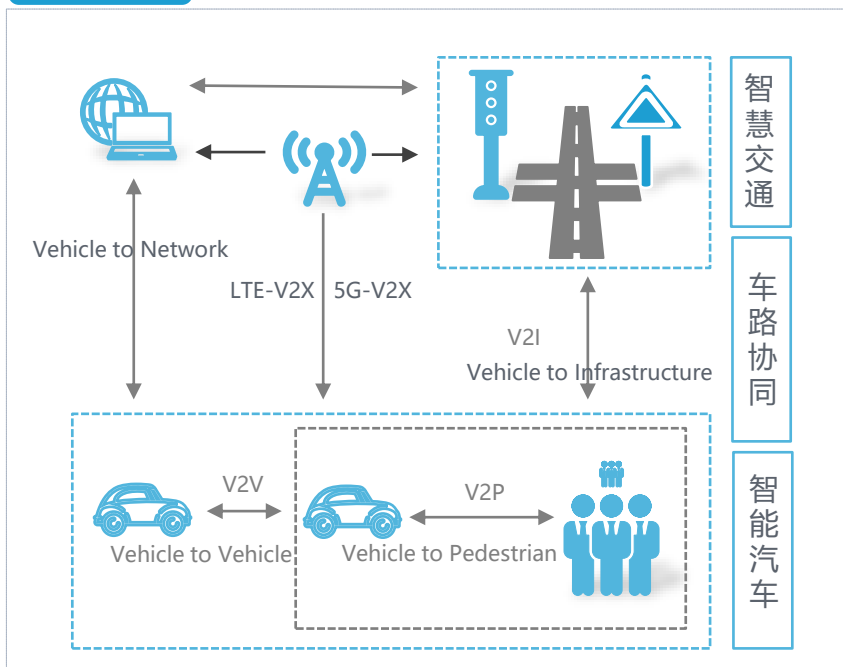 智慧交通
Vehicle to Network
LTE-V2X
5G-V2X
车路协同
V2I
Vehicle to Infrastructure
V2V
V2P
Vehicle to Vehicle
Vehicle to Pedestrian
智能汽车